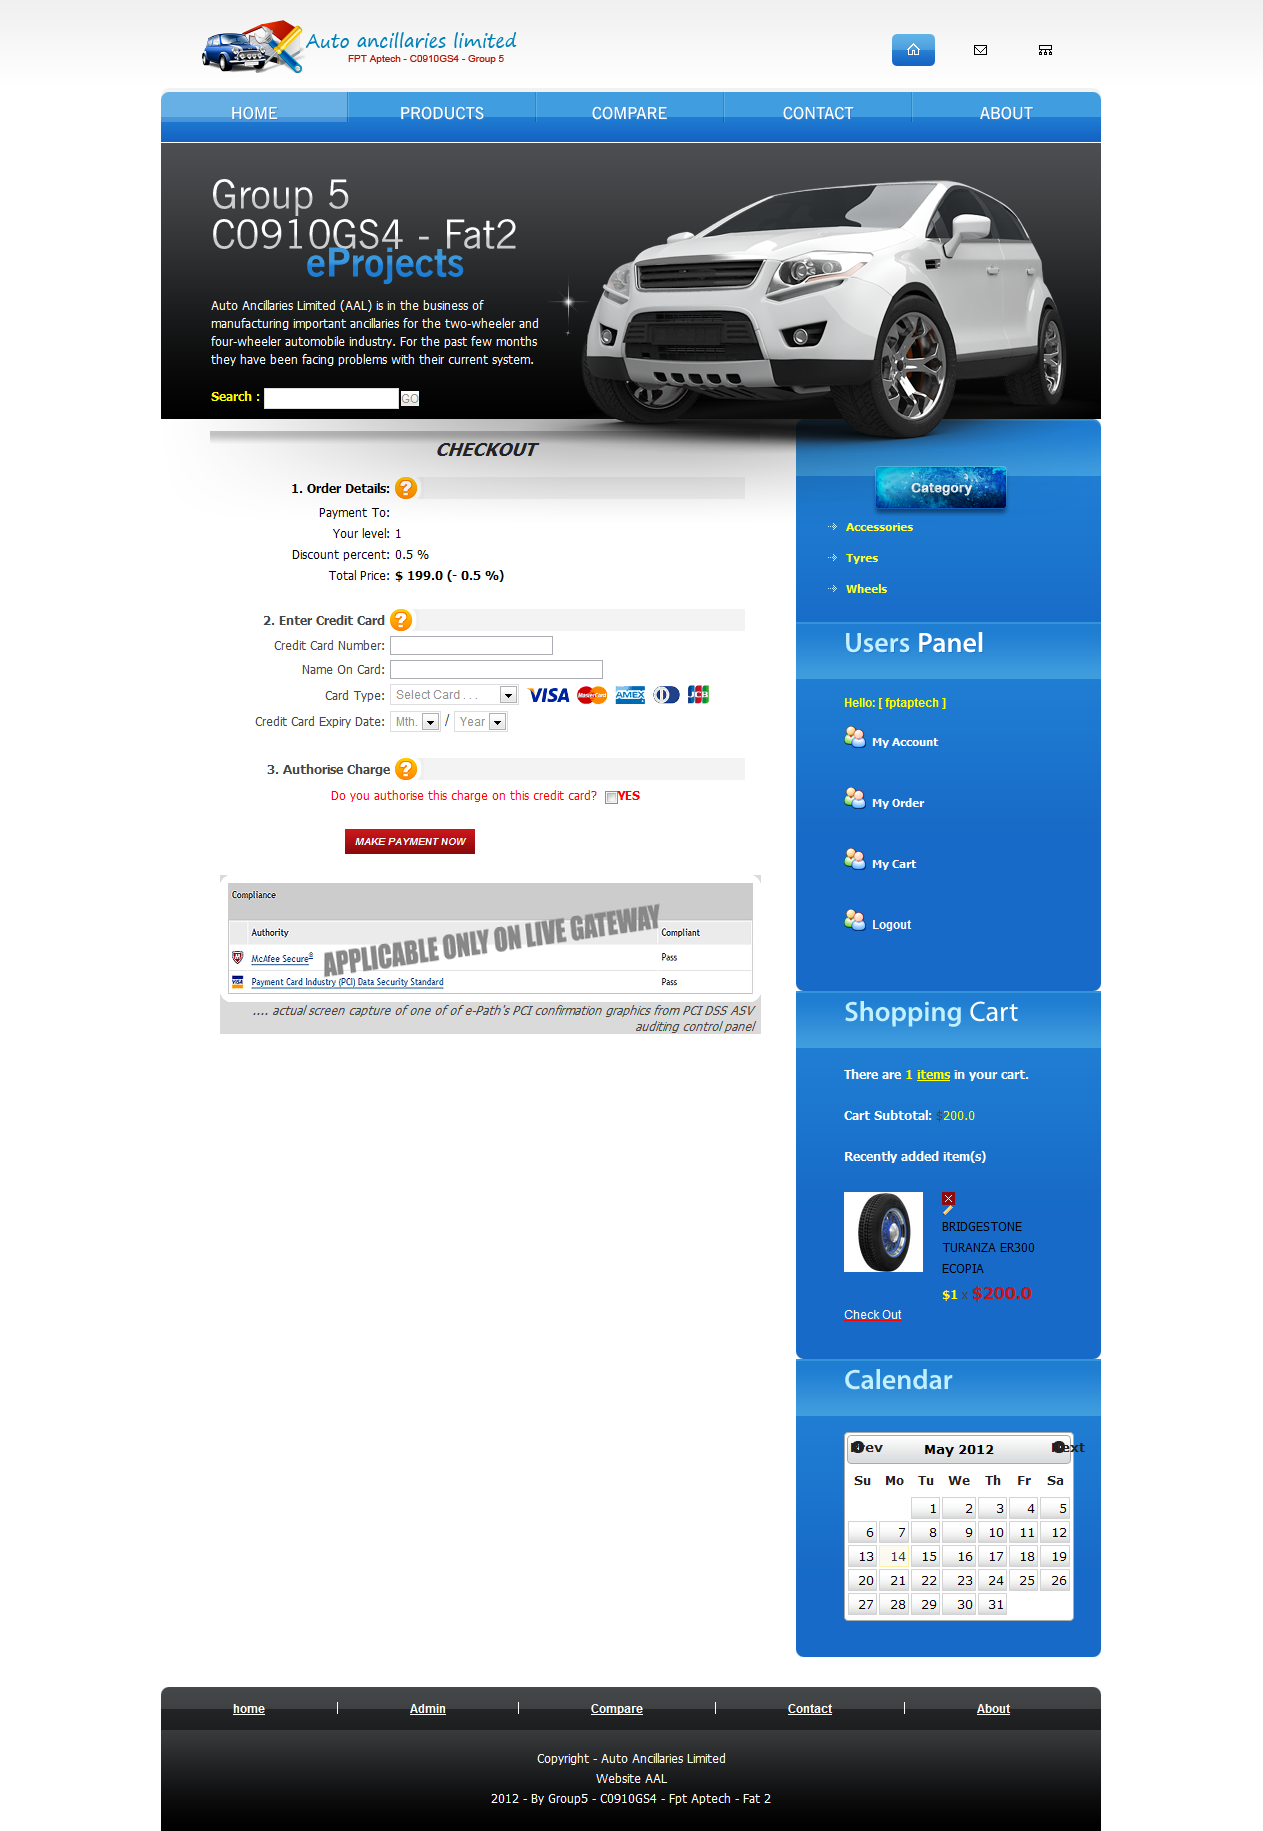 Auto ancillaries limited
FPT Aptech - C0910GS4 - Group 5
HOME
PRODUCTS
COMPARE
CONTACT
ABOUT
Group 5
C0910GS4 - Fat2
eProjects
Auto Ancillaries Limited (AAL) is in the business of
manufacturing important ancillaries for the two-wheeler and
four-wheeler automobile industry. For the past few months
they have been facing problems with their current system.
Search :
GO
CHECKOUT
1. Order Details: ?
Payment To:
Your level: 1
Discount percent: 0.5 %
Total Price: $ 199.0 (- 0.5 %)
2. Enter Credit Card ?
Credit Card Number:
Name On Card:
Card Type: Select Card . . . VISA MasterCard AMEX JCB
Credit Card Expiry Date: Mth. / Year
3. Authorise Charge ?
Do you authorise this charge on this credit card? YES
MAKE PAYMENT NOW
Compliance
Authority Compliant
McAfee Secure® Pass
Payment Card Industry (PCI) Data Security Standard Pass
APPLICABLE ONLY ON LIVE GATEWAY
.... actual screen capture of one of of e-Path's PCI confirmation graphics from PCI DSS ASV
auditing control panel
Category
Accessories
Tyres
Wheels
Users Panel
Hello: [ fptaptech ]
My Account
My Order
My Cart
Logout
Shopping Cart
There are 1 items in your cart.
Cart Subtotal: $200.0
Recently added item(s)
BRIDGESTONE
TURANZA ER300
ECOPIA
$1 x $200.0
Check Out
Calendar
Prev May 2012 Next
Su Mo Tu We Th Fr Sa
1 2 3 4 5
6 7 8 9 10 11 12
13 14 15 16 17 18 19
20 21 22 23 24 25 26
27 28 29 30 31
home
Admin
Compare
Contact
About
Copyright - Auto Ancillaries Limited
Website AAL
2012 - By Group5 - C0910GS4 - Fpt Aptech - Fat 2